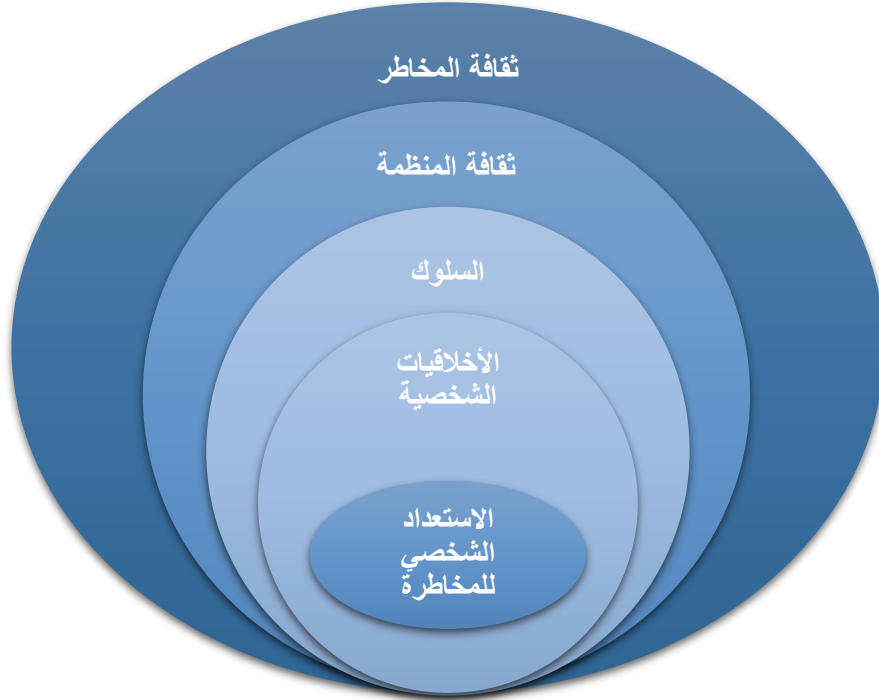 ثقافة المخاطر
ثقافة المنظمة
السلوك
الأخلاقيات
الشخصية
الاستعداد
الشخصي
للمخاطرة